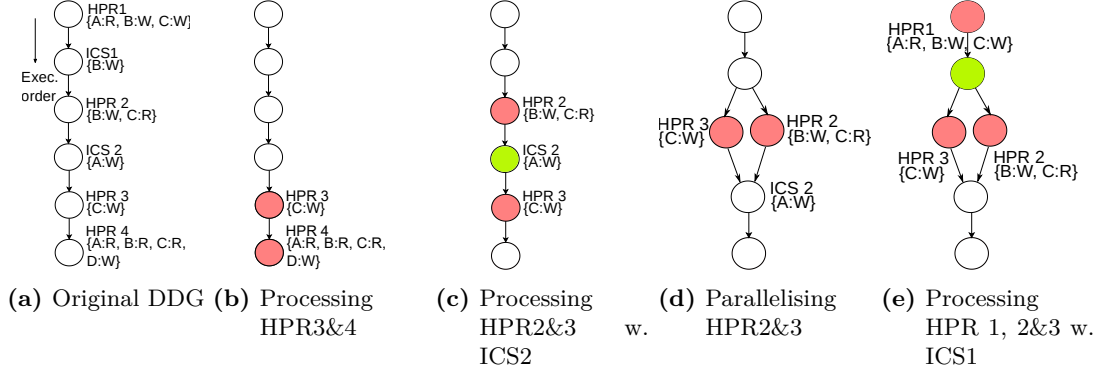 HPR1
{A:R, B:W, C:W}
ICS1
{B:W}
Exec.
order
HPR 2
{B:W, C:R}
ICS 2
{A:W}
HPR 3
{C:W}
HPR 4
{A:R, B:R, C:R,
D:W}
(a) Original DDG
HPR 3
{C:W}
HPR 4
{A:R, B:R, C:R,
D:W}
(b) Processing
HPR3&4
HPR 2
{B:W, C:R}
ICS 2
{A:W}
HPR 3
{C:W}
(c) Processing
HPR2&3 w.
ICS2
HPR 3
{C:W}
HPR 2
{B:W, C:R}
ICS 2
{A:W}
(d) Parallelising
HPR2&3
HPR1
{A:R, B:W, C:W}
HPR 3
{C:W}
HPR 2
{B:W, C:R}
(e) Processing
HPR 1, 2&3 w.
ICS1